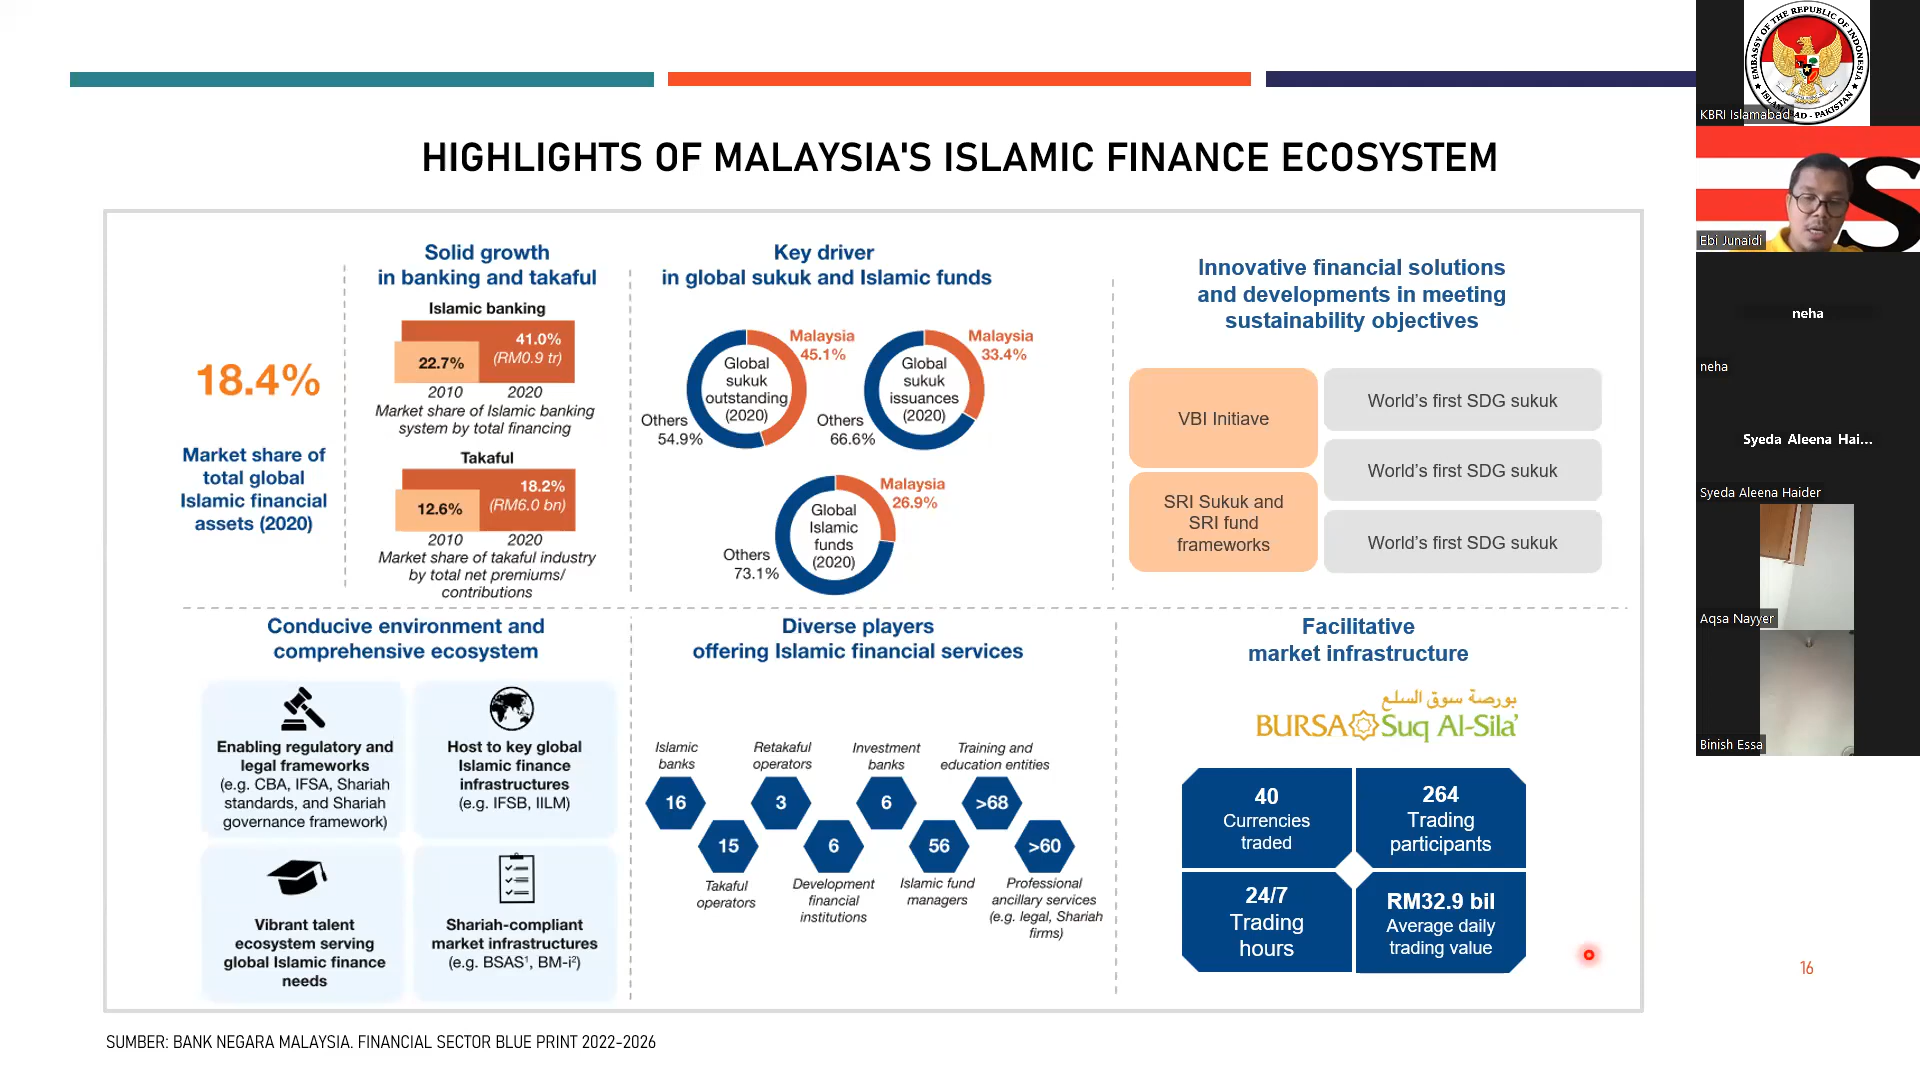 HIGHLIGHTS OF MALAYSIA'S ISLAMIC FINANCE ECOSYSTEM
18.4%
Market share of
total global
Islamic financial
assets (2020)
Solid growth
in banking and takaful
Islamic banking
41.0%
(RM0.9 tr)
22.7%
2010
2020
Market share of Islamic banking
system by total financing
Takaful
18.2%
(RM6.0 bn)
12.6%
2010
2020
Market share of takaful industry
by total net premiums/
contributions
Key driver
in global sukuk and Islamic funds
Malaysia
45.1%
Global
sukuk
outstanding
(2020)
Others
54.9%
Malaysia
33.4%
Global
sukuk
issuances
(2020)
Others
66.6%
Malaysia
26.9%
Global
Islamic
funds
(2020)
Others
73.1%
Innovative financial solutions
and developments in meeting
sustainability objectives
VBI Initiave
SRI Sukuk and
SRI fund
frameworks
World's first SDG sukuk
World's first SDG sukuk
World's first SDG sukuk
Conducive environment and
comprehensive ecosystem
Enabling regulatory and
legal frameworks
(e.g. CBA, IFSA, Shariah
standards, and Shariah
governance framework)
Host to key global
Islamic finance
infrastructures
(e.g. IFSB, IILM)
Vibrant talent
ecosystem serving
global Islamic finance
needs
Shariah-compliant
market infrastructures
(e.g. BSAS¹, BM-i²)
Diverse players
offering Islamic financial services
Islamic
banks
16
15
Takaful
operators
Retakaful
operators
3
6
Development
financial
institutions
Investment
banks
6
56
Islamic fund
managers
Training and
education entities
>68
>60
Professional
ancillary services
(e.g. legal, Shariah
firms)
Facilitative
market infrastructure
بورصة سوق السلع
BURSA Suq Al-Sila'
40
Currencies
traded
264
Trading
participants
24/7
Trading
hours
RM32.9 bil
Average daily
trading value
16
SUMBER: BANK NEGARA MALAYSIA. FINANCIAL SECTOR BLUE PRINT 2022-2026
EMBASSY OF THE REPUBLIC OF INDONESIA
ISLAMABAD - PAKISTAN
KBRI Islamabad
S
Ebi Junaidi
neha
neha
Syeda Aleena Hai...
Syeda Aleena Haider
Aqsa Nayyer
Binish Essa